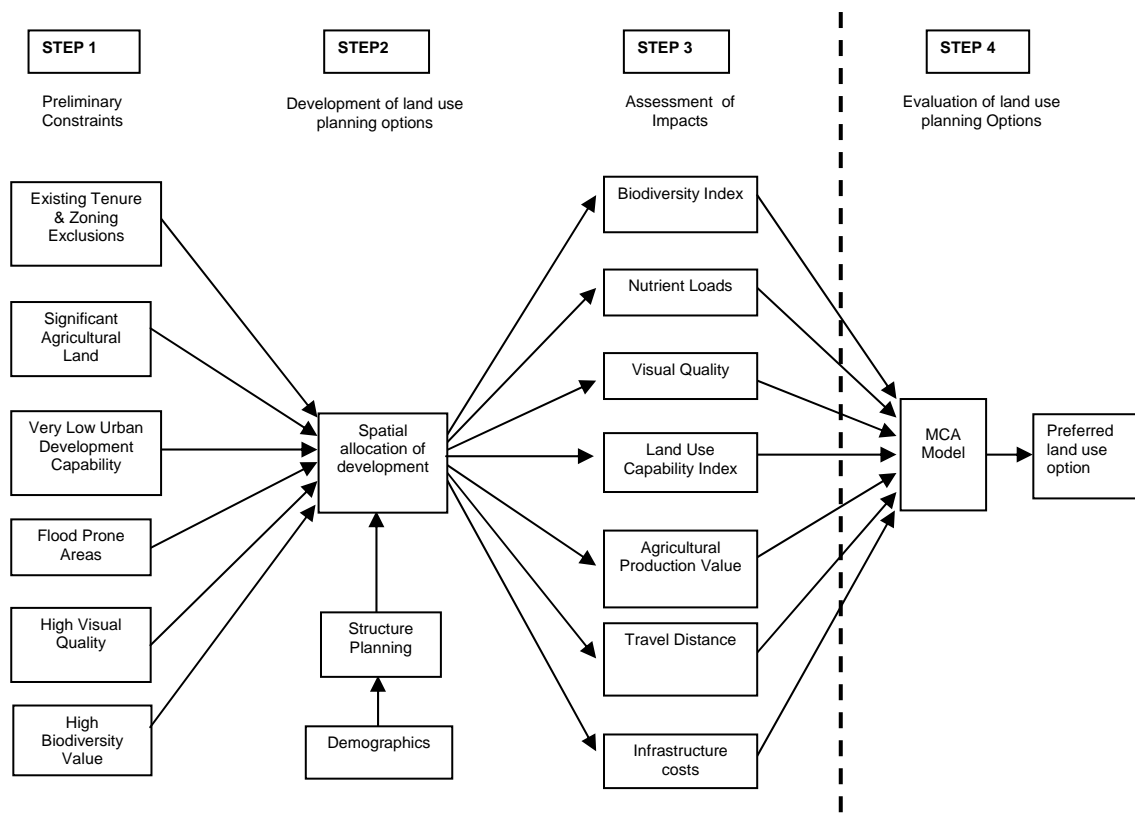 STEP 1
Preliminary
Constraints
Existing Tenure
& Zoning
Exclusions
Significant
Agricultural
Land
Very Low Urban
Development
Capability
Flood Prone
Areas
High Visual
Quality
High
Biodiversity
Value
STEP2
Development of land use
planning options
Spatial
allocation of
development
Structure
Planning
Demographics
STEP 3
Assessment of
Impacts
Biodiversity Index
Nutrient Loads
Visual Quality
Land Use
Capability Index
Agricultural
Production Value
Travel Distance
Infrastructure
costs
STEP 4
Evaluation of land use
planning Options
MCA
Model
Preferred
land use
option